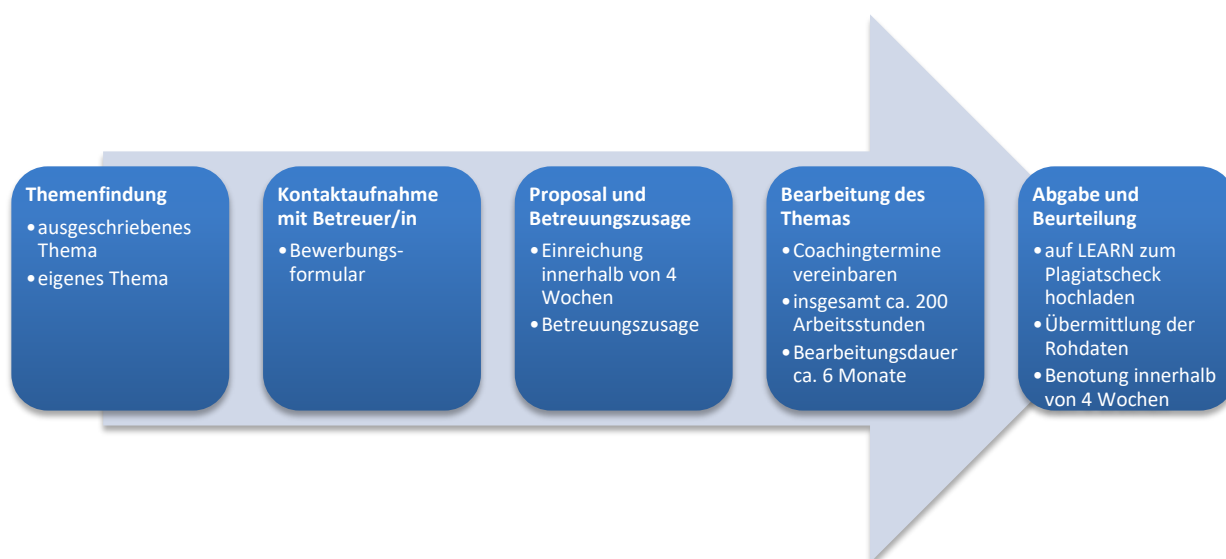 Themenfindung
• ausgeschriebenes
Thema
• eigenes Thema
Kontaktaufnahme
mit Betreuer/in
• Bewerbungs-
formular
Proposal und
Betreuungszusage
• Einreichung
innerhalb von 4
Wochen
• Betreuungszusage
Bearbeitung des
Themas
• Coachingtermine
vereinbaren
• insgesamt ca. 200
Arbeitsstunden
• Bearbeitungsdauer
ca. 6 Monate
Abgabe und
Beurteilung
• auf LEARN zum
Plagiatscheck
hochladen
• Übermittlung der
Rohdaten
• Benotung innerhalb
von 4 Wochen